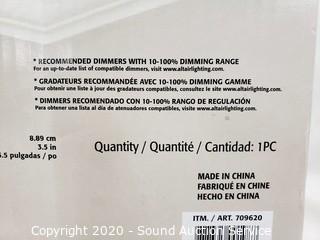 * RECOMMENDED DIMMERS WITH 10-100% DIMMING RANGE
For an up-to-date list of compatible dimmers, visit www.altairlighting.com.
* GRADATEURS RECOMMANDÉE AVEC 10-100% DIMMING GAMME
Pour obtenir une liste à jour des gradateurs compatibles, consultez le site www.altairlighting.com.
* DIMMERS RECOMENDADO CON 10-100% RANGO DE REGULACIÓN
Para obtener una lista al día de atenuadores compatibles, visite www.altairlighting.com.
8.89 cm
3.5 in
.5 pulgadas / po
Quantity / Quantité / Cantidad: 1PC
MADE IN CHINA
FABRIQUÉ EN CHINE
HECHO EN CHINA
ITM. / ART. 709620
Copyright 2020 - Auction Ohio